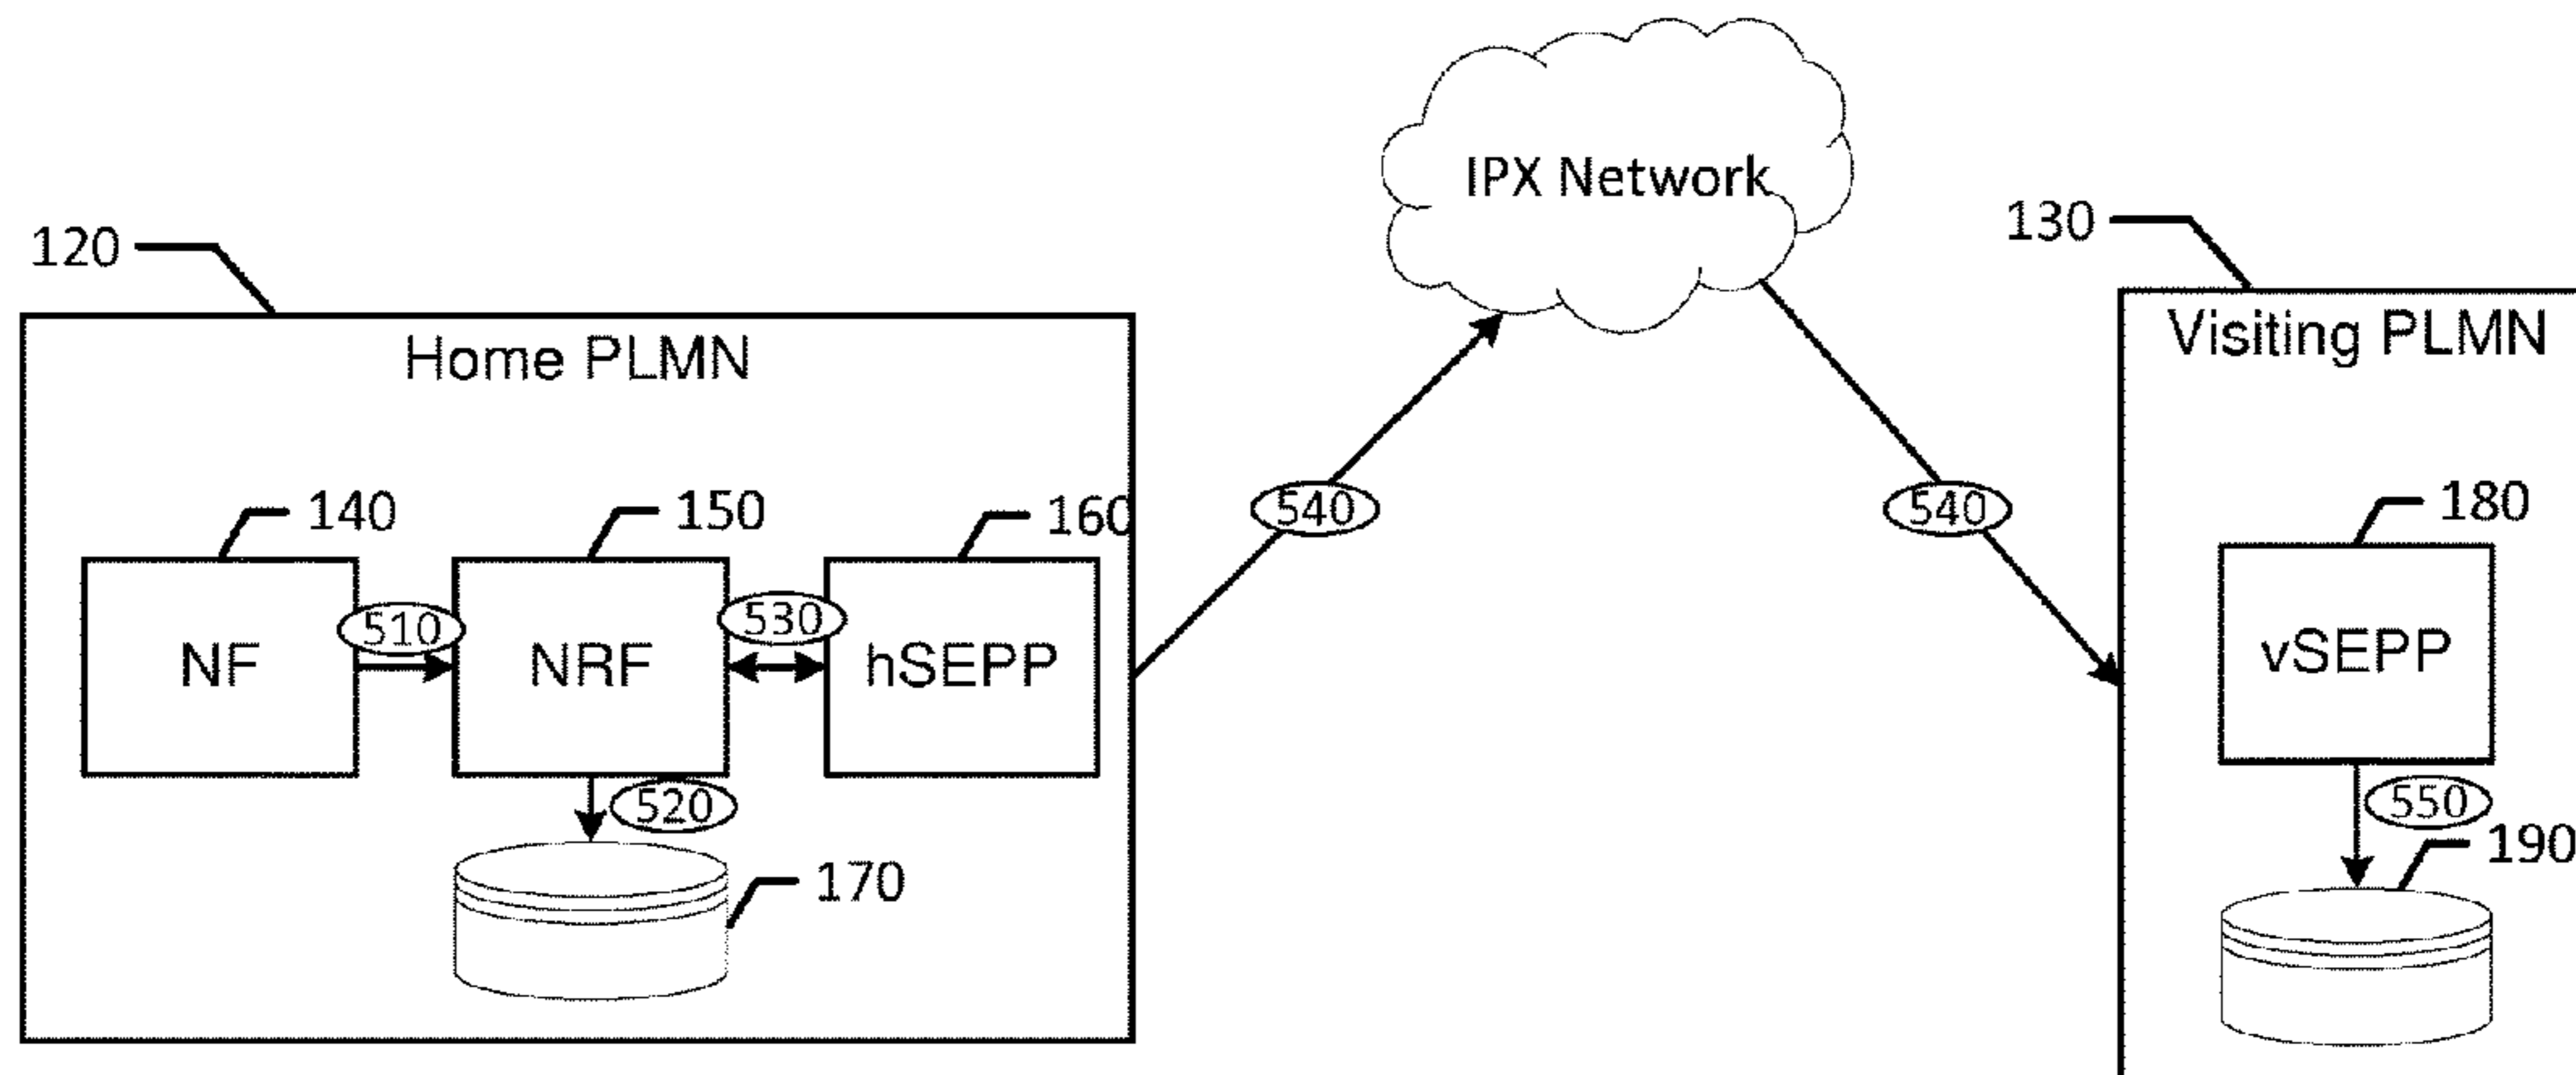 IPX Network
120
130
Home PLMN
Visiting PLMN
140
150
160
540
540
180
NF
510
NRF
530
hSEPP
vSEPP
520
550
170
190